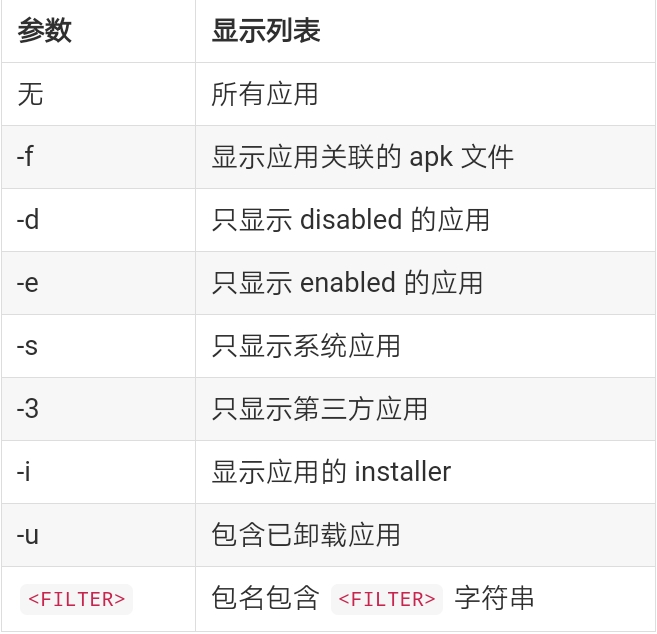 参数 显示列表
无 所有应用
-f 显示应用关联的 apk 文件
-d 只显示 disabled 的应用
-e 只显示 enabled 的应用
-s 只显示系统应用
-3 只显示第三方应用
-i 显示应用的 installer
-u 包含已卸载应用
<FILTER> 包名包含 <FILTER> 字符串